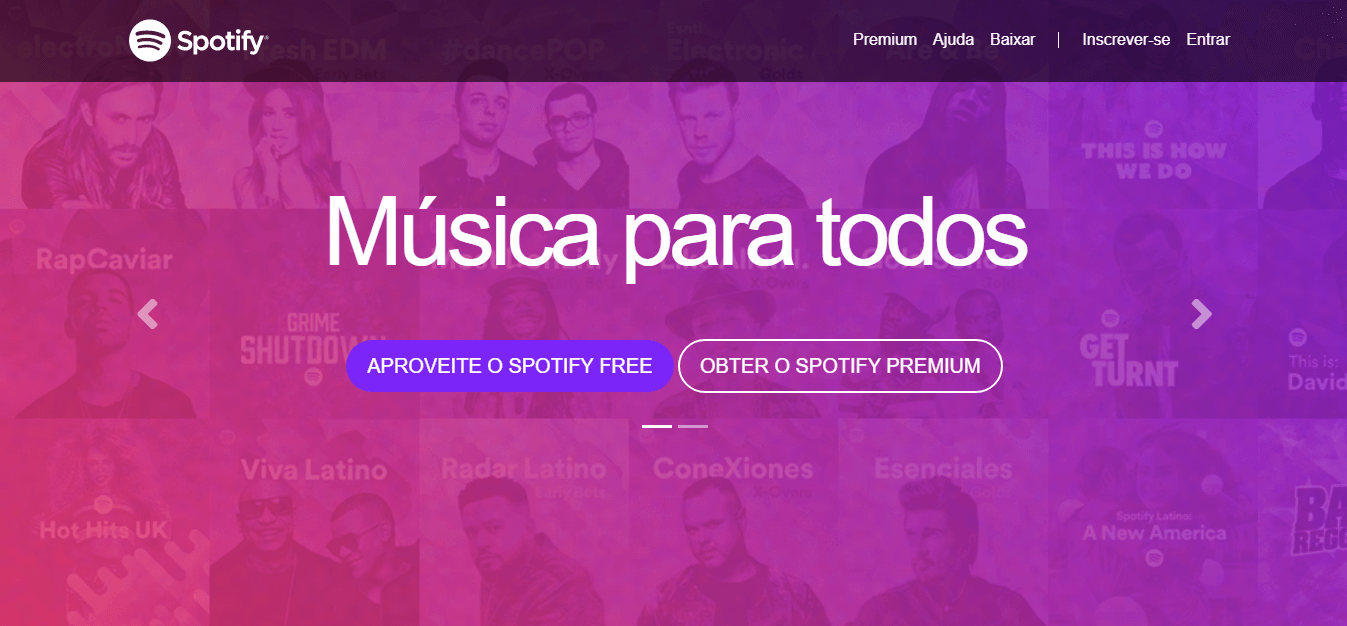 Spotify
Premium
Ajuda
Baixar
Inscrever-se
Entrar
Fresh EDM
#dancePOP
Electronic
THIS IS HOW
WE DO
Música para todos
RapCaviar
GRIME
SHUTDOWN
GET
TURNT
This is:
David
APROVEITE O SPOTIFY FREE
OBTER O SPOTIFY PREMIUM
Viva Latino
Radar Latino
ConeXiones
Esenciales
Hot Hits UK
Spotify Latino:
A New America